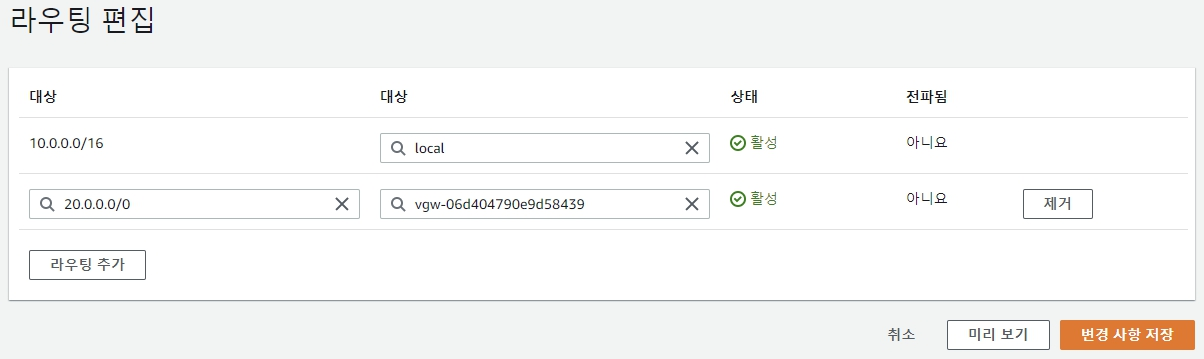 라우팅 편집
대상 대상 상태 전파됨
10.0.0.0/16 local 활성 아니요
20.0.0.0/0 vgw-06d404790e9d58439 활성 아니요 제거
라우팅 추가
취소 미리 보기 변경 사항 저장